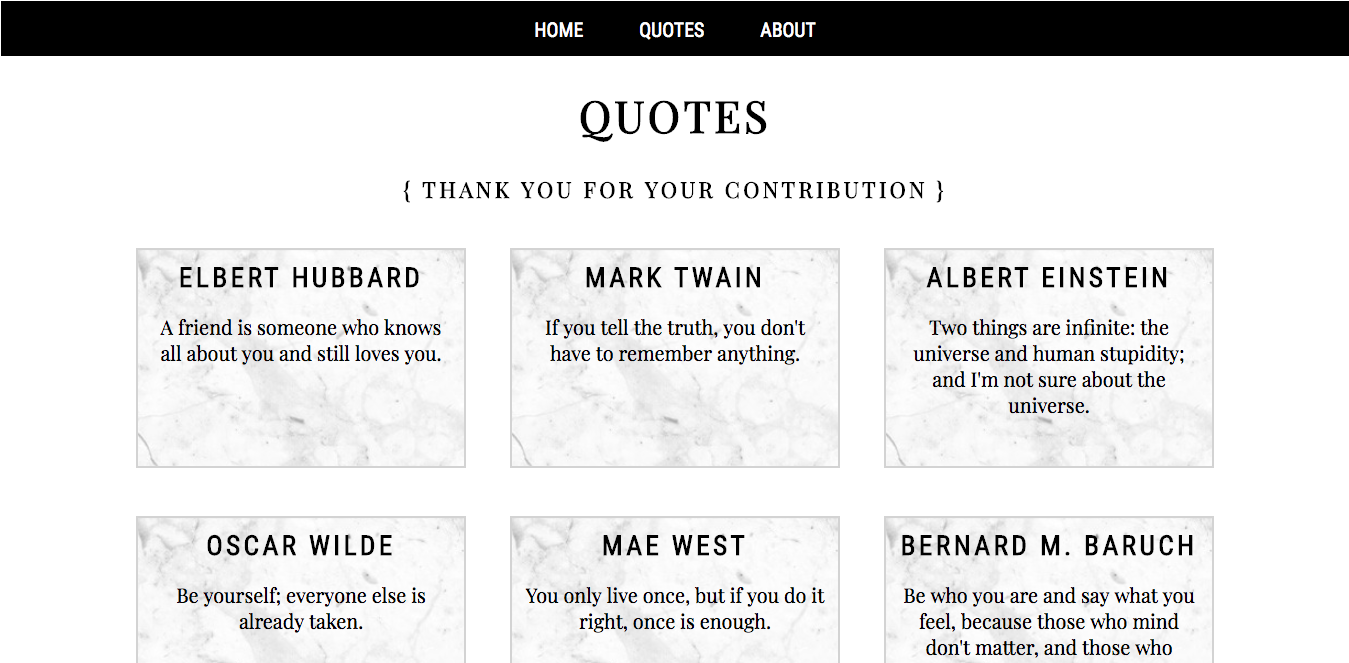 HOME QUOTES ABOUT
QUOTES
{ THANK YOU FOR YOUR CONTRIBUTION }
ELBERT HUBBARD
A friend is someone who knows
all about you and still loves you.
MARK TWAIN
If you tell the truth, you don't
have to remember anything.
ALBERT EINSTEIN
Two things are infinite: the
universe and human stupidity;
and I'm not sure about the
universe.
OSCAR WILDE
Be yourself; everyone else is
already taken.
MAE WEST
You only live once, but if you do it
right, once is enough.
BERNARD M. BARUCH
Be who you are and say what you
feel, because those who mind
don't matter, and those who